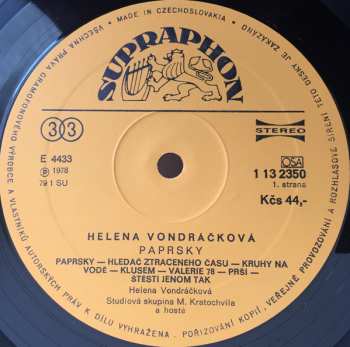 MADE IN CZECHOSLOVAKIA • VŠECHNA PRÁVA GRAMOFONOVÉHO VÝROBCE A VLASTNÍKŮ AUTORSKÝCH PRÁV K DÍLU VYHRAŽENA. POŘIZOVÁNÍ KOPIÍ, VEŘEJNÉ PROVOZOVÁNÍ A ROZHLASOVÉ ŠÍŘENÍ TÉTO DESKY JE ZAKÁZÁNO
SUPRAPHON
33
STEREO
E 4433
Ⓟ 1978
79 1 SU
OSA
1 13 2350
1. strana
Kčs 44,-
HELENA VONDRÁČKOVÁ
PAPRSKY
PAPRSKY — HLEDAČ ZTRACENÉHO ČASU — KRUHY NA
VODĚ — KLUSEM — VALERIE 78 — PRŠÍ —
ŠTĚSTÍ JENOM TAK
Helena Vondráčková
Studiová skupina M. Kratochvíla
a hosté